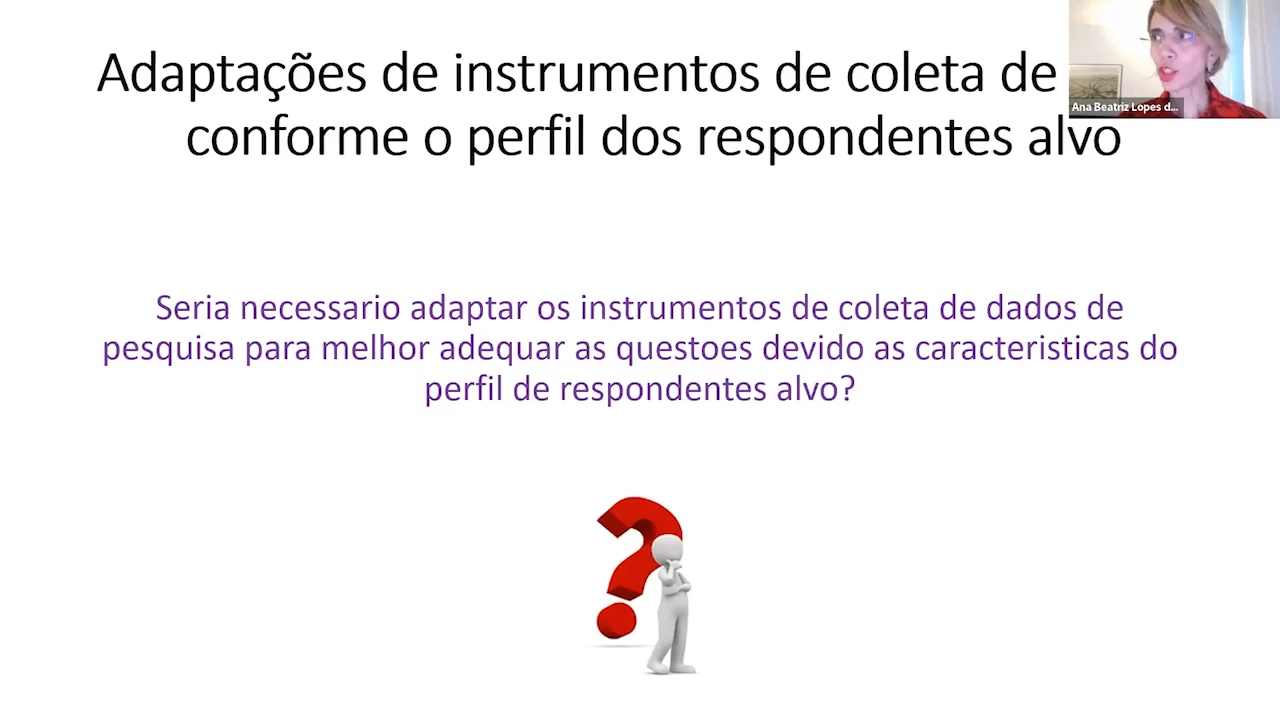 Adaptações de instrumentos de coleta de
conforme o perfil dos respondentes alvo
Ana Beatriz Lopes d...
Seria necessario adaptar os instrumentos de coleta de dados de
pesquisa para melhor adequar as questoes devido as caracteristicas do
perfil de respondentes alvo?